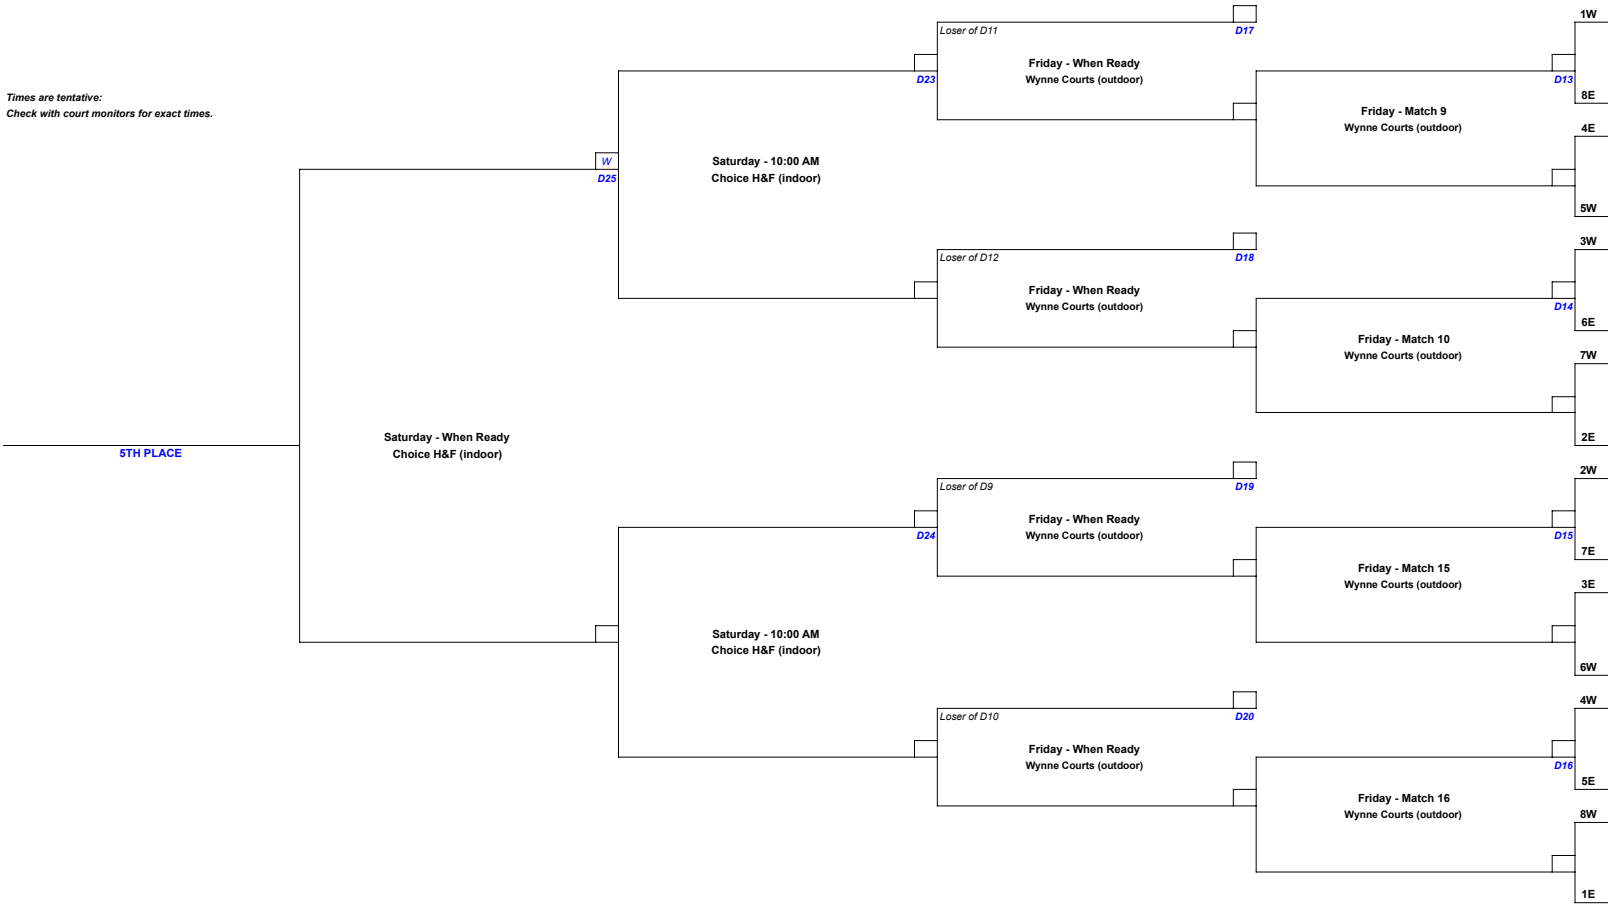 1W
Loser of D11
D17
Friday - When Ready
Wynne Courts (outdoor)
D23
D13
Times are tentative:
Check with court monitors for exact times.
8E
Friday - Match 9
Wynne Courts (outdoor)
4E
W
D25
Saturday - 10:00 AM
Choice H&F (indoor)
5W
3W
Loser of D12
D18
Friday - When Ready
Wynne Courts (outdoor)
D14
6E
Friday - Match 10
Wynne Courts (outdoor)
7W
2E
Saturday - When Ready
Choice H&F (indoor)
5TH PLACE
2W
Loser of D9
D19
Friday - When Ready
Wynne Courts (outdoor)
D24
D15
7E
Friday - Match 15
Wynne Courts (outdoor)
3E
Saturday - 10:00 AM
Choice H&F (indoor)
6W
4W
Loser of D10
D20
Friday - When Ready
Wynne Courts (outdoor)
D16
5E
Friday - Match 16
Wynne Courts (outdoor)
8W
1E